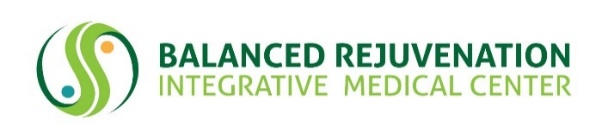 BALANCED REJUVENATION
INTEGRATIVE MEDICAL CENTER